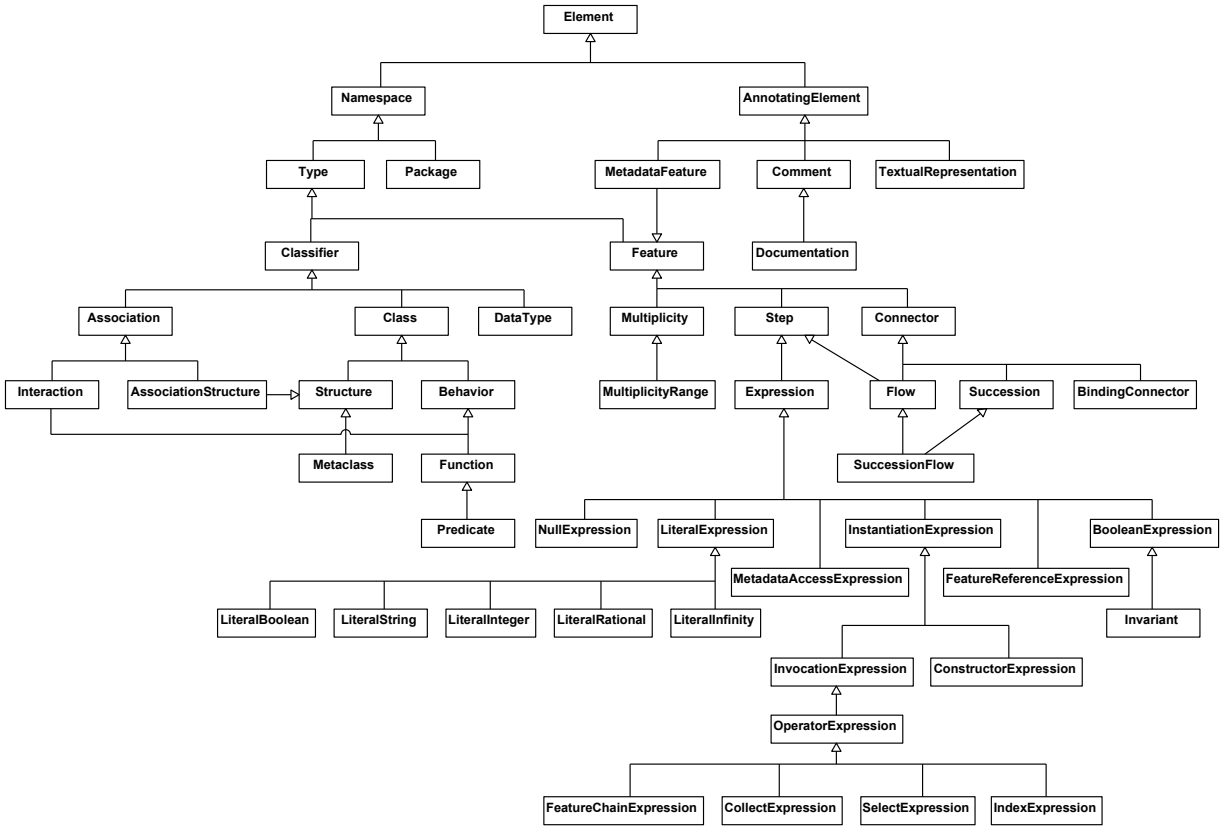 Element
Namespace
AnnotatingElement
Type
Package
MetadataFeature
Comment
TextualRepresentation
Classifier
Feature
Documentation
Association
Class
DataType
Multiplicity
Step
Connector
Interaction
AssociationStructure
Structure
Behavior
MultiplicityRange
Expression
Flow
Succession
BindingConnector
Metaclass
Function
SuccessionFlow
Predicate
NullExpression
LiteralExpression
InstantiationExpression
BooleanExpression
MetadataAccessExpression
FeatureReferenceExpression
LiteralBoolean
LiteralString
LiteralInteger
LiteralRational
LiteralInfinity
Invariant
InvocationExpression
ConstructorExpression
OperatorExpression
FeatureChainExpression
CollectExpression
SelectExpression
IndexExpression